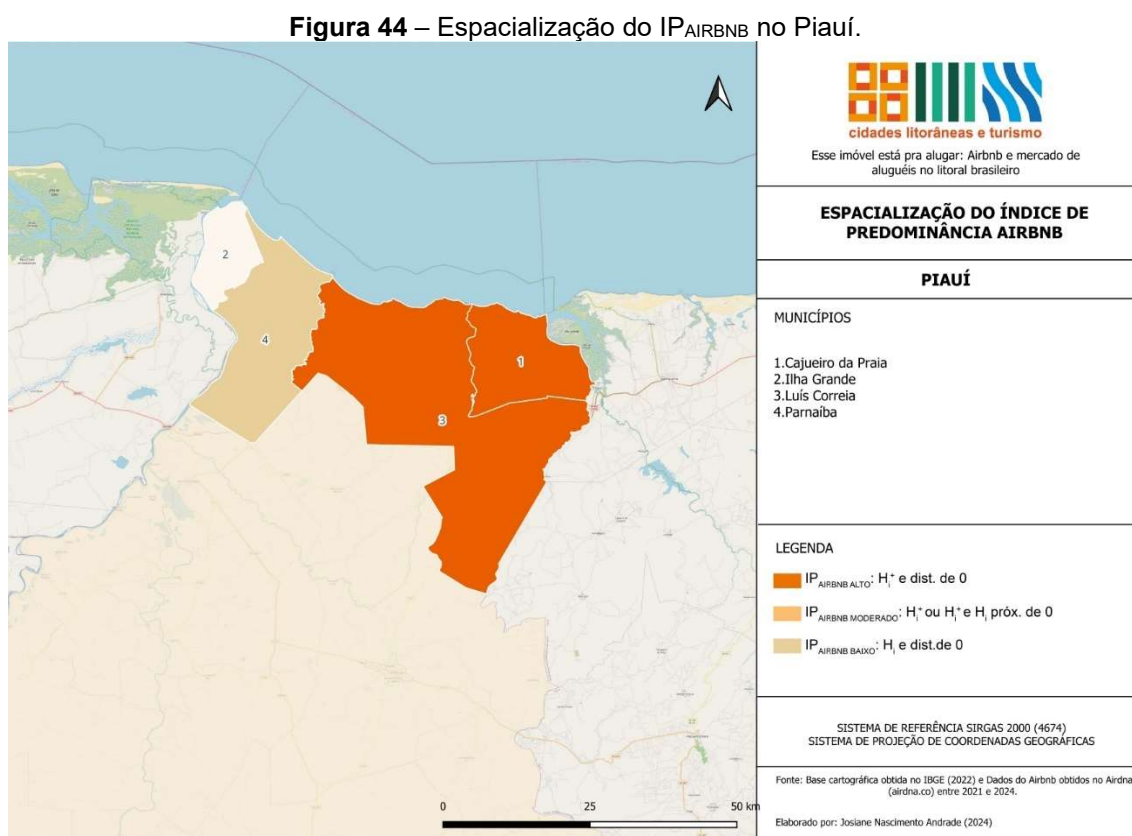 Figura 44 – Espacialização do IPAIRBNB no Piauí.
cidades litorâneas e turismo
Esse imóvel está pra alugar: Airbnb e mercado de
aluguéis no litoral brasileiro
ESPACIALIZAÇÃO DO ÍNDICE DE
PREDOMINÂNCIA AIRBNB
PIAUÍ
MUNICÍPIOS
1.Cajueiro da Praia
2.Ilha Grande
3.Luís Correia
4.Parnaíba
2
4
1
3
LEGENDA
IPAIRBNB ALTO: Hi+ e dist. de 0
IPAIRBNB MODERADO: Hi+ ou Hi+ e Hi próx. de 0
IPAIRBNB BAIXO: Hi e dist.de 0
SISTEMA DE REFERÊNCIA SIRGAS 2000 (4674)
SISTEMA DE PROJEÇÃO DE COORDENADAS GEOGRÁFICAS
Fonte: Base cartográfica obtida no IBGE (2022) e Dados do Airbnb obtidos no Airdna
(airdna.co) entre 2021 e 2024.
Elaborado por: Josiane Nascimento Andrade (2024)
0 25 50 km